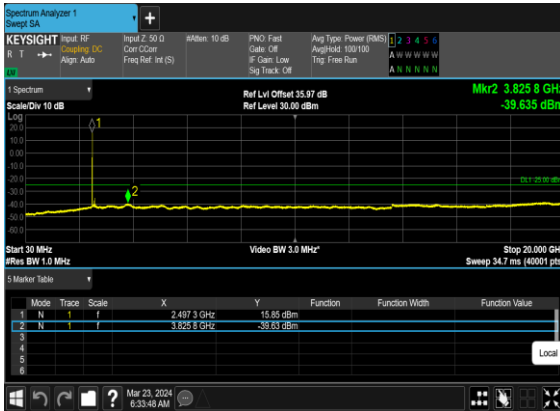 Spectrum Analyzer 1
Swept SA
+
KEYSIGHT
R T
Input: RF
Coupling: DC
Align: Auto
Input Z: 50 Ω
Corr CCorr
Freq Ref: Int (S)
#Atten: 10 dB
PNO: Fast
Gate: Off
IF Gain: Low
Sig Track: Off
Avg Type: Power (RMS)
Avg|Hold: 100/100
Trig: Free Run
1 2 3 4 5 6
A W W W W W
A N N N N N
1 Spectrum
Scale/Div 10 dB
Ref Lvl Offset 35.97 dB
Ref Level 30.00 dBm
Mkr2 3.825 8 GHz
-39.635 dBm
Log
20.0
10.0
0.00
-10.0
-20.0
-30.0
-40.0
-50.0
-60.0
1
2
DL1 -25.00 dBm
Start 30 MHz
#Res BW 1.0 MHz
Video BW 3.0 MHz*
Stop 20.000 GHz
Sweep 34.7 ms (40001 pts)
5 Marker Table
Mode Trace Scale X Y Function Function Width Function Value
1 N 1 f 2.497 3 GHz 15.85 dBm
2 N 1 f 3.825 8 GHz -39.63 dBm
3
4
5
6
Local
?
Mar 23, 2024
6:33:48 AM